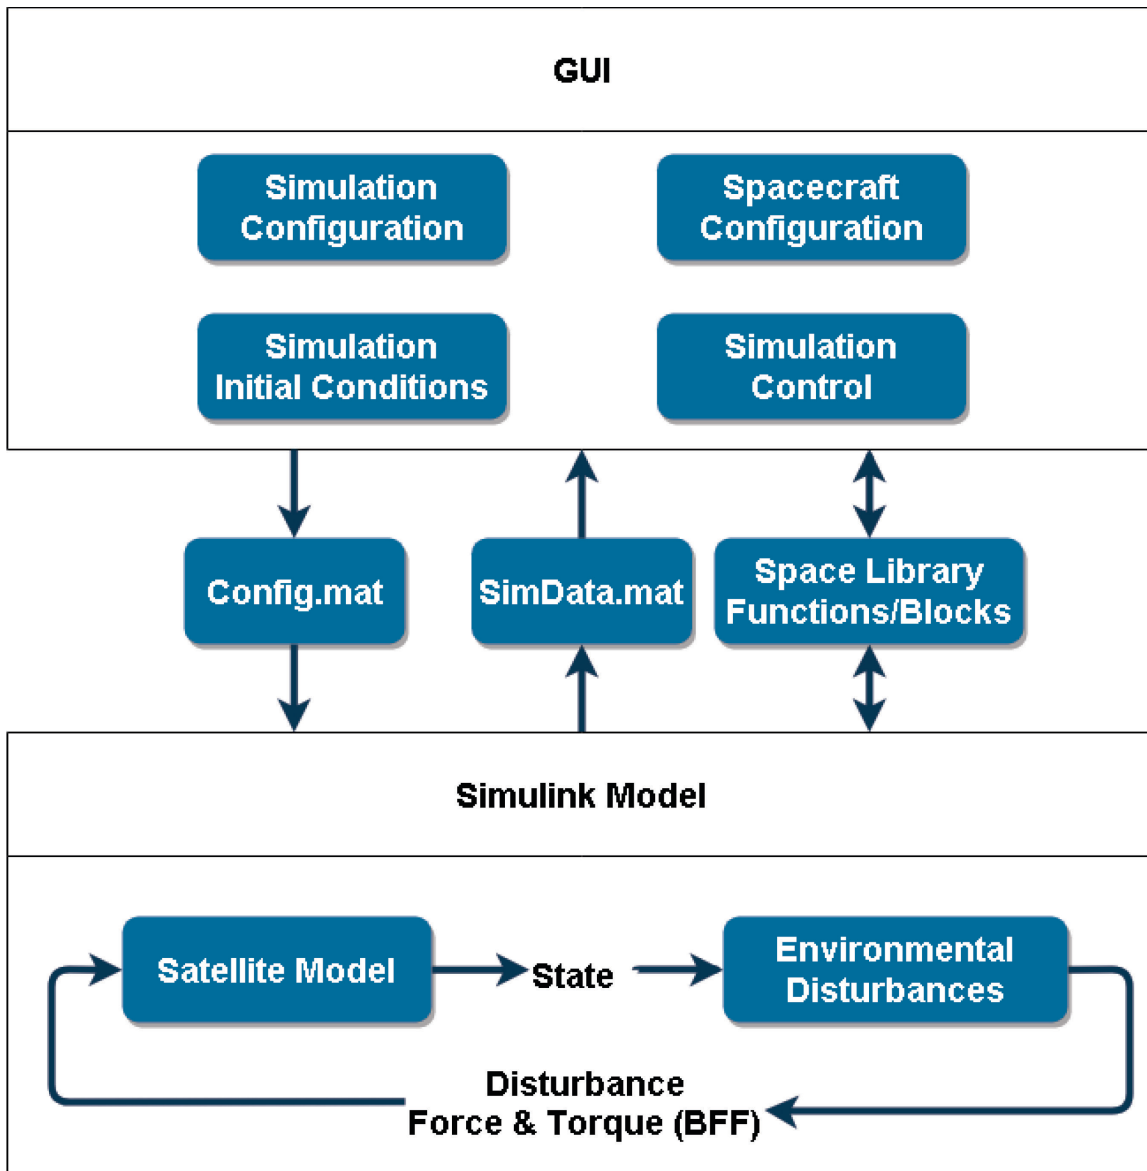 GUI
Simulation
Configuration
Spacecraft
Configuration
Simulation
Initial Conditions
Simulation
Control
Config.mat
SimData.mat
Space Library
Functions/Blocks
Simulink Model
Satellite Model
State
Environmental
Disturbances
Disturbance
Force & Torque (BFF)